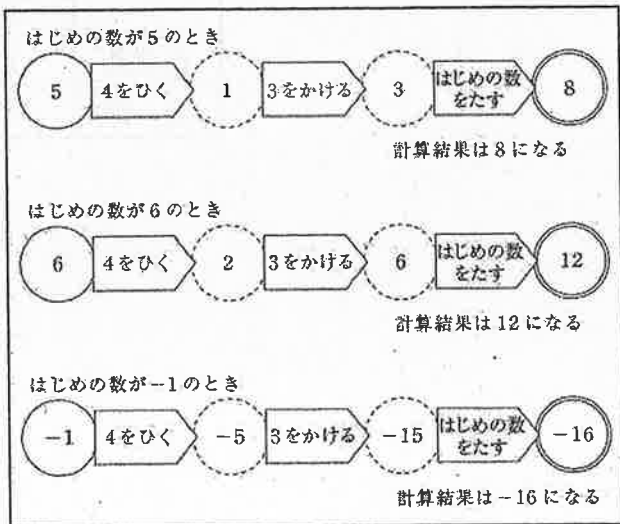 はじめの数が5のとき
5 4をひく 1 3をかける 3 はじめの数をたす 8
計算結果は8になる
はじめの数が6のとき
6 4をひく 2 3をかける 6 はじめの数をたす 12
計算結果は12になる
はじめの数が-1のとき
-1 4をひく -5 3をかける -15 はじめの数をたす -16
計算結果は-16になる